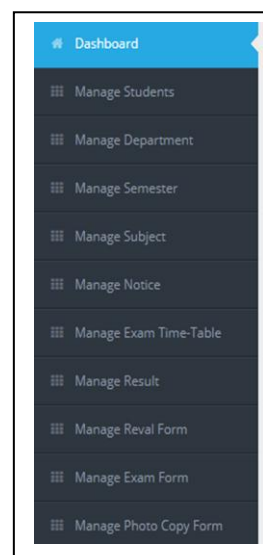 Dashboard
Manage Students
Manage Department
Manage Semester
Manage Subject
Manage Notice
Manage Exam Time-Table
Manage Result
Manage Reval Form
Manage Exam Form
Manage Photo Copy Form